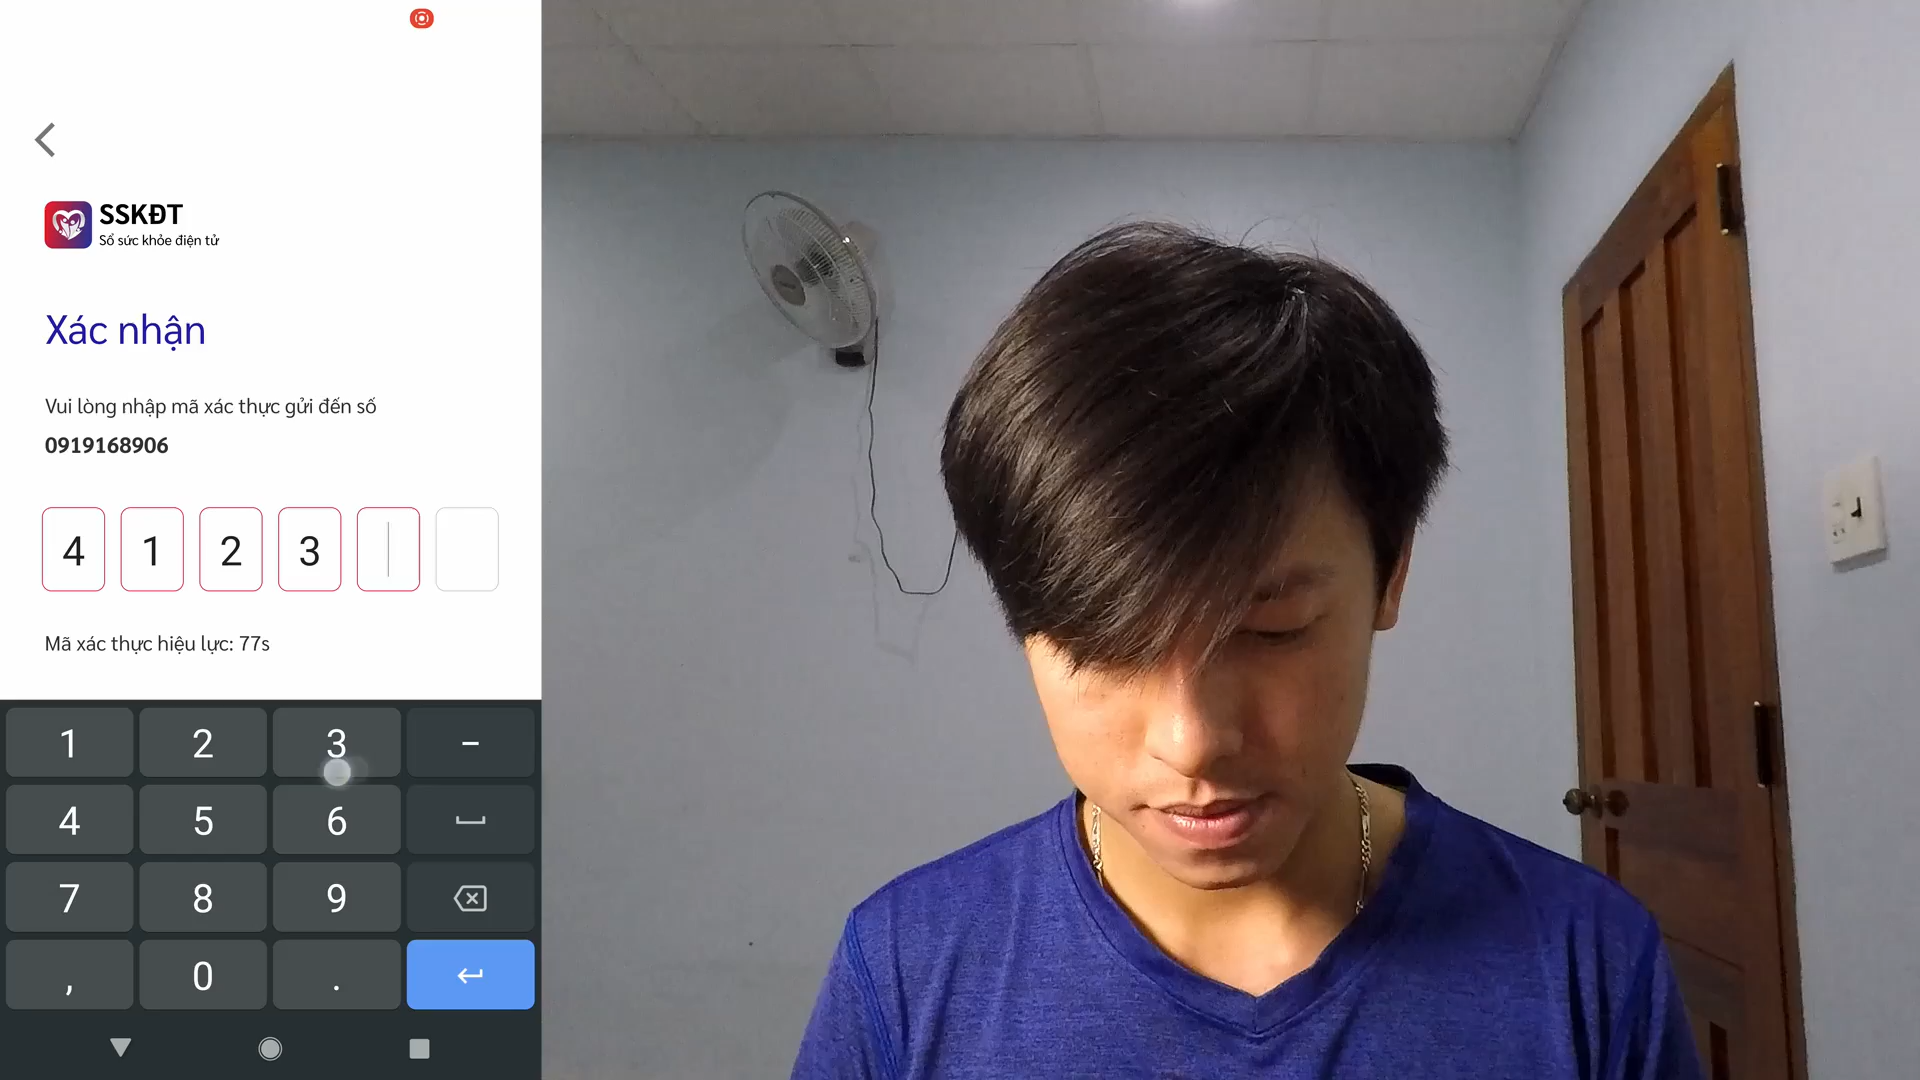 SSKĐT
Sổ sức khỏe điện tử
Xác nhận
Vui lòng nhập mã xác thực gửi đến số
0919168906
4 1 2 3
Mã xác thực hiệu lực: 77s
1 2 3 -
4 5 6
7 8 9
, 0 .